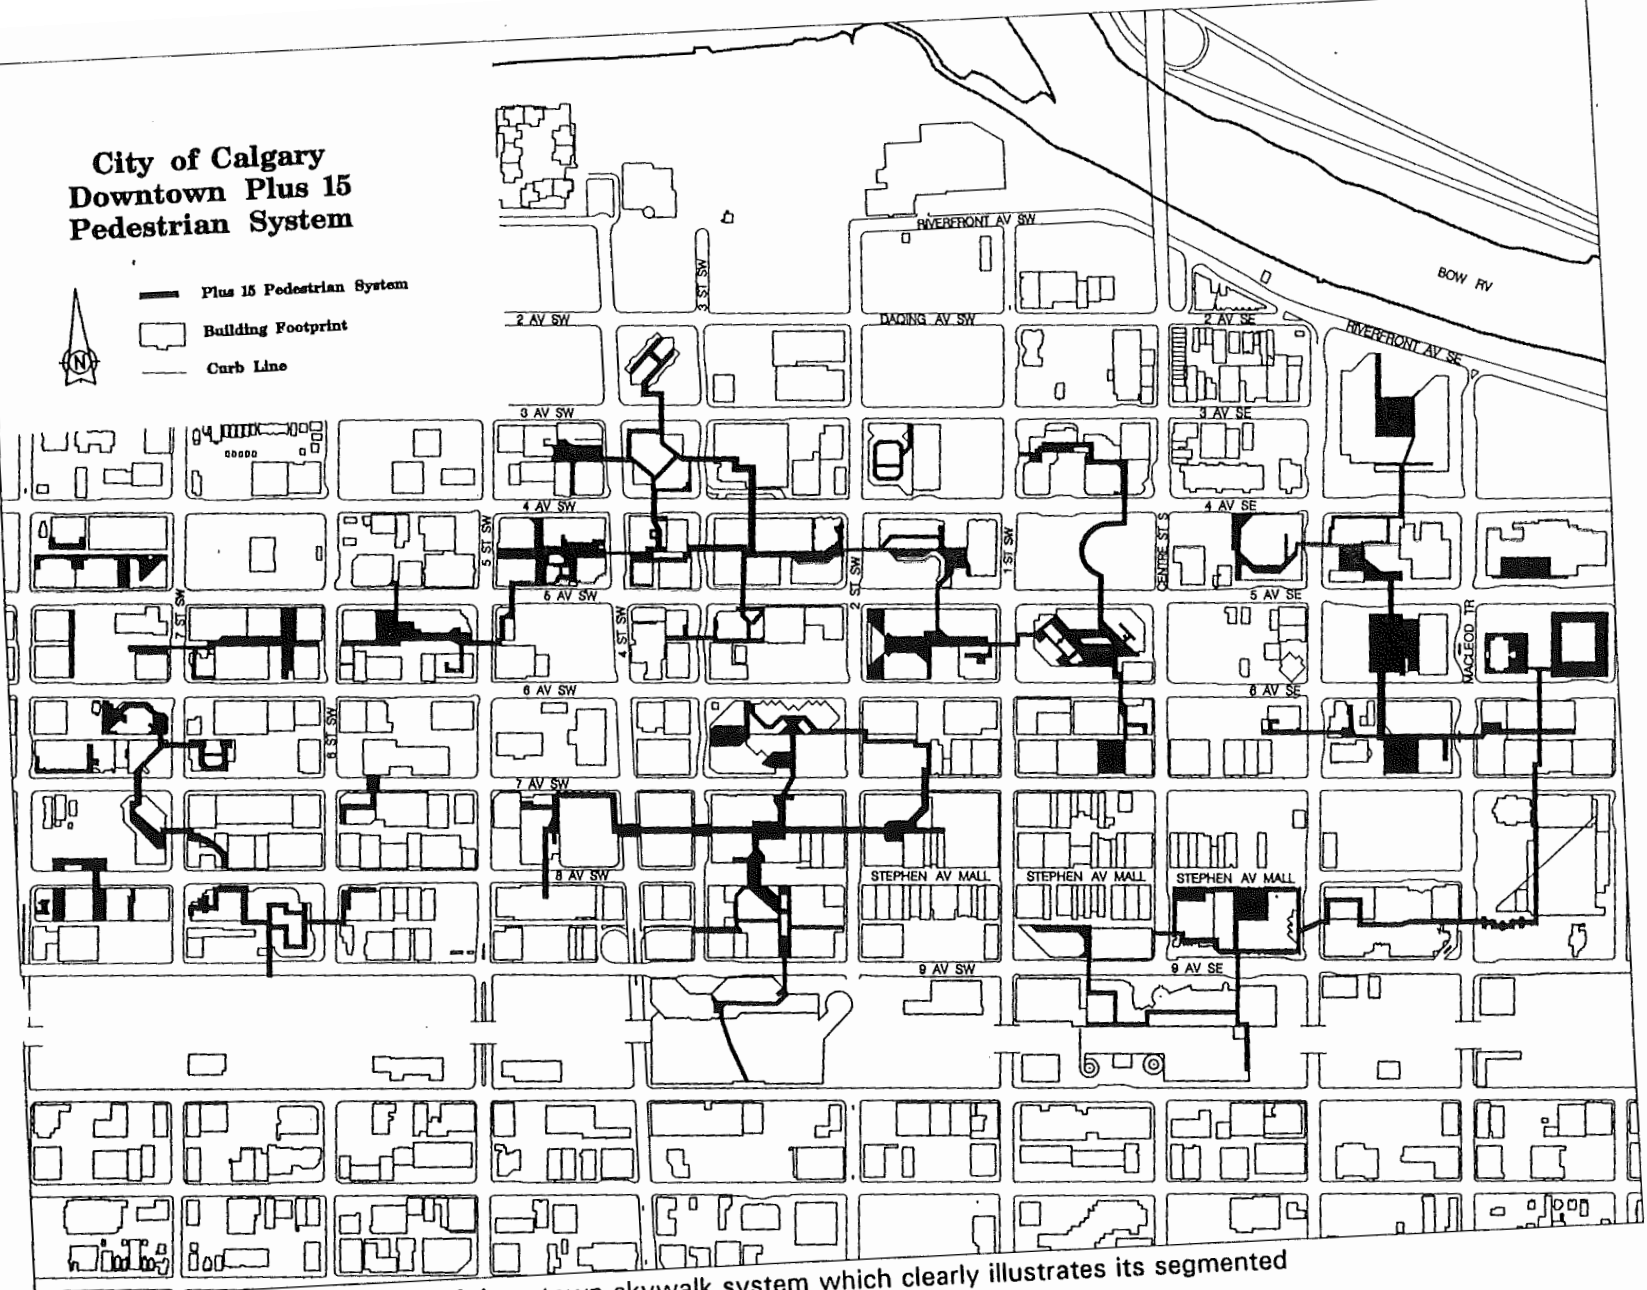 City of Calgary
Downtown Plus 15
Pedestrian System
Plus 15 Pedestrian System
Building Footprint
Curb Line
N
RIVERFRONT AV SW
BOW RV
3 ST SW
2 AV SW
DAQING AV SW
2 AV SE
RIVERFRONT AV SE
3 AV SW
3 AV SE
4 AV SW
4 AV SE
5 ST SW
1 ST SW
CENTRE ST S
2 ST SW
7 ST SW
5 AV SW
5 AV SE
4 ST SW
MACLEOD TR
6 AV SW
6 AV SE
6 ST SW
7 AV SW
8 AV SW
STEPHEN AV MALL
STEPHEN AV MALL
STEPHEN AV MALL
9 AV SW
9 AV SE
skywalk system which clearly illustrates its segmented